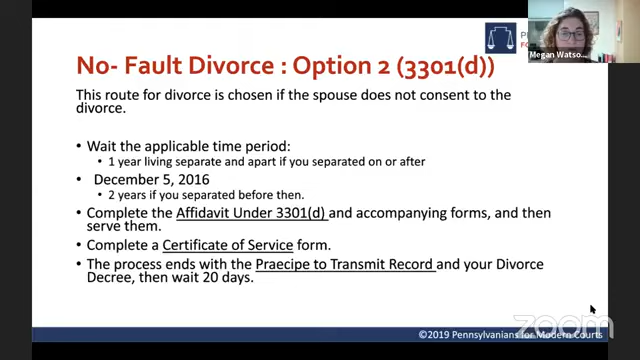 P
FO
Megan Watso...
No- Fault Divorce : Option 2 (3301(d))
This route for divorce is chosen if the spouse does not consent to the
divorce.
• Wait the applicable time period:
• 1 year living separate and apart if you separated on or after
• December 5, 2016
• 2 years if you separated before then.
• Complete the Affidavit Under 3301(d) and accompanying forms, and then
serve them.
• Complete a Certificate of Service form.
• The process ends with the Praecipe to Transmit Record and your Divorce
Decree, then wait 20 days.
zoom
©2019 Pennsylvanians for Modern Courts